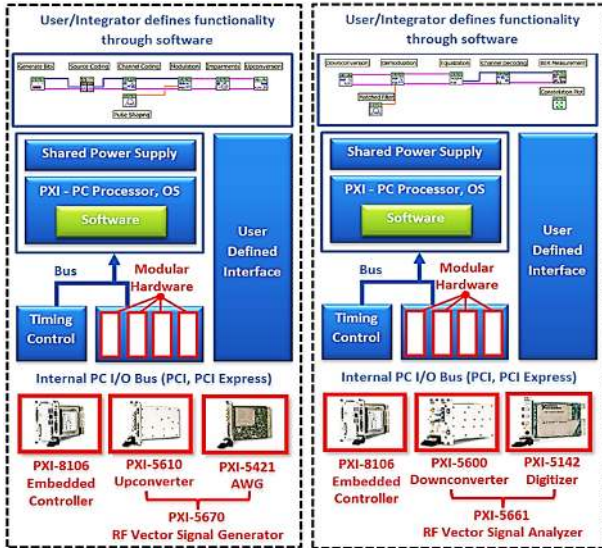 User/Integrator defines functionality
through software
Generate Bits
Source Coding
Channel Coding
Modulation
Impairments
Upconversion
Pulse Shaping
Shared Power Supply
PXI - PC Processor, OS
Software
Bus
Modular
Hardware
Timing
Control
User
Defined
Interface
Internal PC I/O Bus (PCI, PCI Express)
PXI-8106
Embedded
Controller
PXI-5610
Upconverter
PXI-5421
AWG
PXI-5670
RF Vector Signal Generator
User/Integrator defines functionality
through software
Downconversion
Demodulation
Equalization
Channel Decoding
BER Measurement
Matched Filter
Constellation Plot
Shared Power Supply
PXI - PC Processor, OS
Software
Bus
Modular
Hardware
Timing
Control
User
Defined
Interface
Internal PC I/O Bus (PCI, PCI Express)
PXI-8106
Embedded
Controller
PXI-5600
Downconverter
PXI-5142
Digitizer
PXI-5661
RF Vector Signal Analyzer